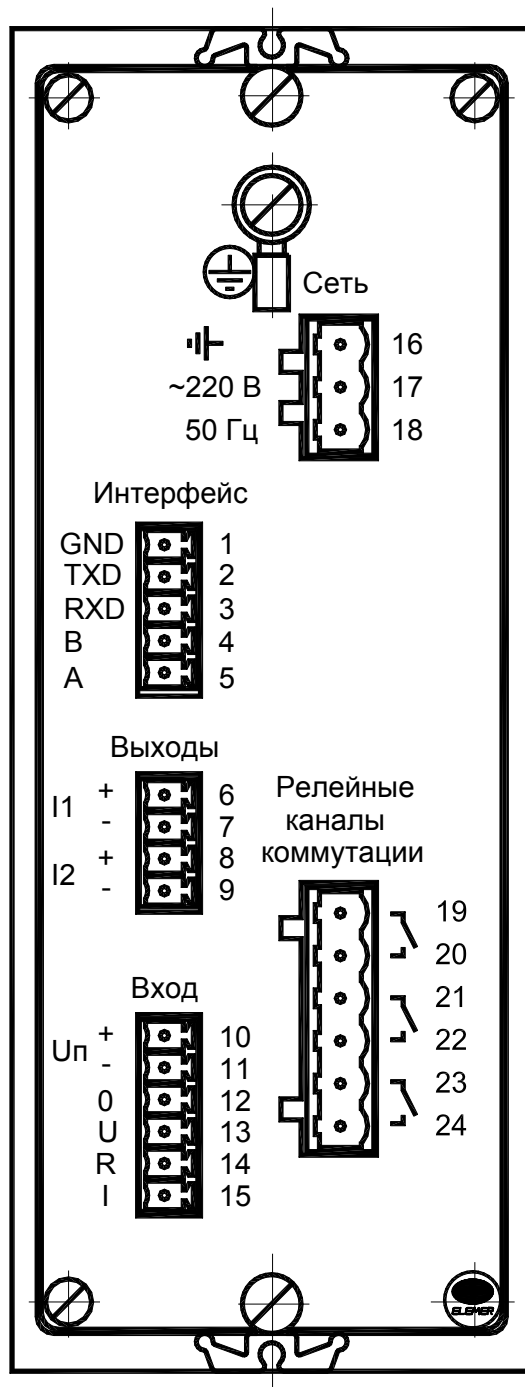 Сеть
16
~220 В 17
50 Гц 18
Интерфейс
GND 1
TXD 2
RXD 3
B 4
A 5
Выходы
I1 + 6
- 7
I2 + 8
- 9
Релейные
каналы
коммутации
19
20
21
22
23
24
Вход
Uп + 10
- 11
0 12
U 13
R 14
I 15
ELEMER